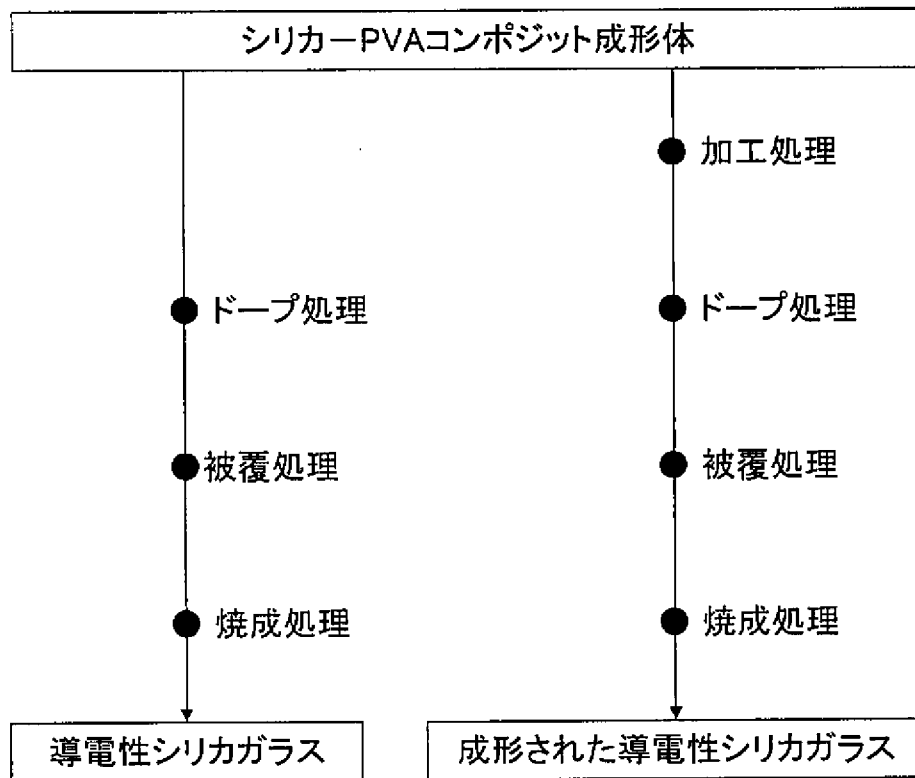 シリカーPVAコンポジット成形体
加工処理
ドープ処理
ドープ処理
被覆処理
被覆処理
焼成処理
焼成処理
導電性シリカガラス
成形された導電性シリカガラス